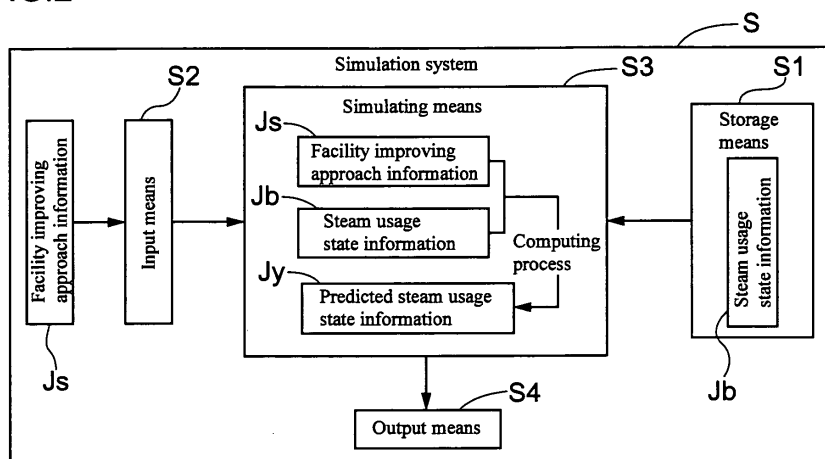 S
Simulation system
S2
S3
S1
Simulating means
Storage
means
Js
Facility improving
approach information
Jb
Steam usage
state information
Computing
process
Jy
Predicted steam usage
state information
Facility improving
approach information
Input means
Steam usage
state information
Js
Jb
S4
Output means